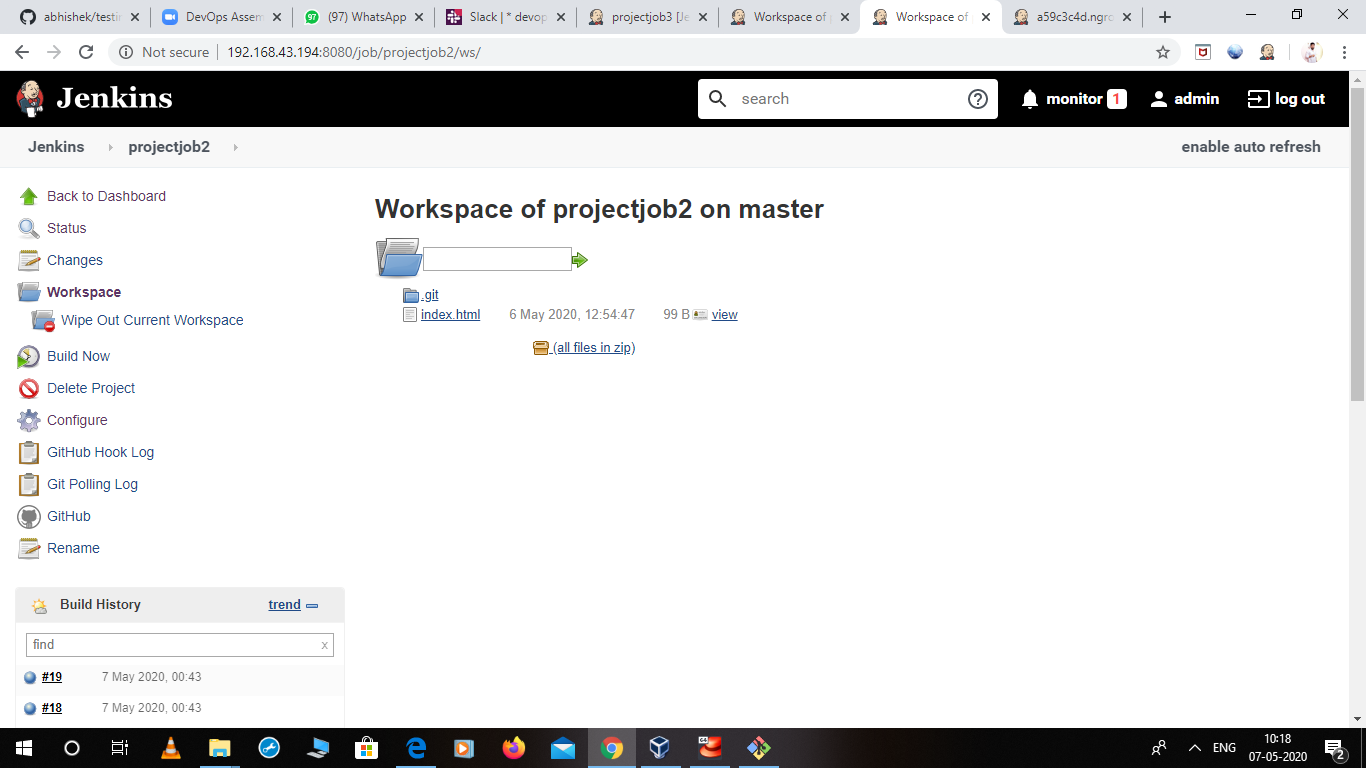 abhishek/testin
DevOps Assem
(97) WhatsApp
Slack | * devop
projectjob3 [Je
Workspace of p
Workspace of
a59c3c4d.ngro
Not secure
192.168.43.194:8080/job/projectjob2/ws/
Jenkins
search
monitor 1
admin
log out
Jenkins
projectjob2
enable auto refresh
Back to Dashboard
Status
Changes
Workspace
Wipe Out Current Workspace
Build Now
Delete Project
Configure
GitHub Hook Log
Git Polling Log
GitHub
Rename
Workspace of projectjob2 on master
.git
index.html 6 May 2020, 12:54:47 99 B view
(all files in zip)
Build History trend
find x
#19 7 May 2020, 00:43
#18 7 May 2020, 00:43
ENG
10:18
07-05-2020
2